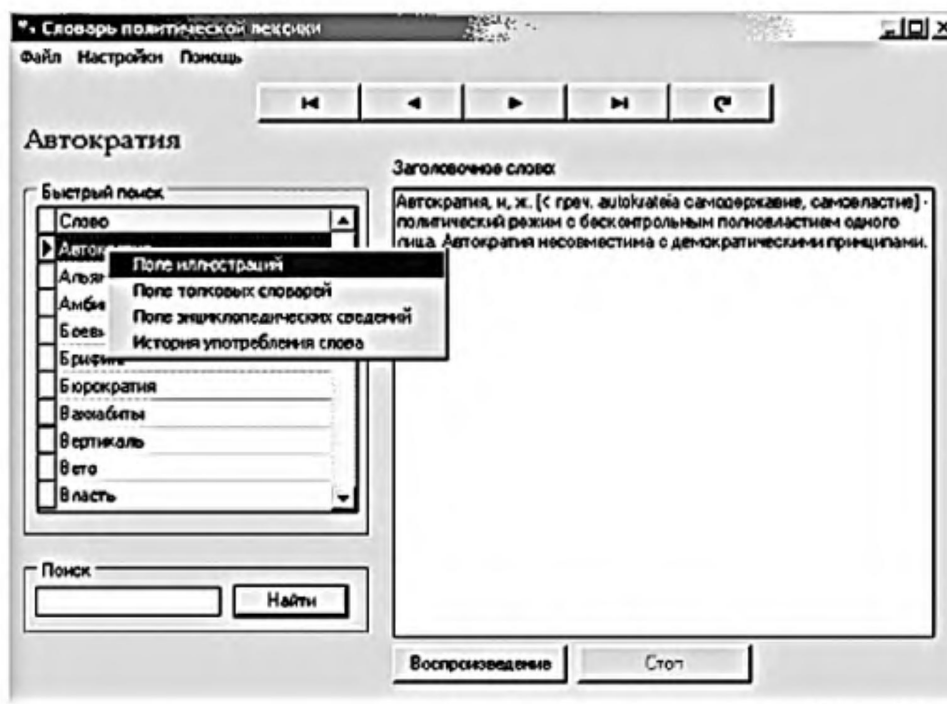 Словарь политической лексики
Файл Настройки Помощь
Автократия
Заголовочное слово:
Автократия, и, ж. [< греч. autokrateia самодержавие, самовластие] -
политический режим с бесконтрольным полновластием одного
лица. Автократия несовместима с демократическими принципами.
Быстрый поиск
Слово
Поле иллюстраций
Поле толковых словарей
Поле энциклопедических сведений
История употребления слова
Брифинг
Бюрократия
Ваххабиты
Вертикаль
Вето
Власть
Поиск
Найти
Воспроизведение Стоп